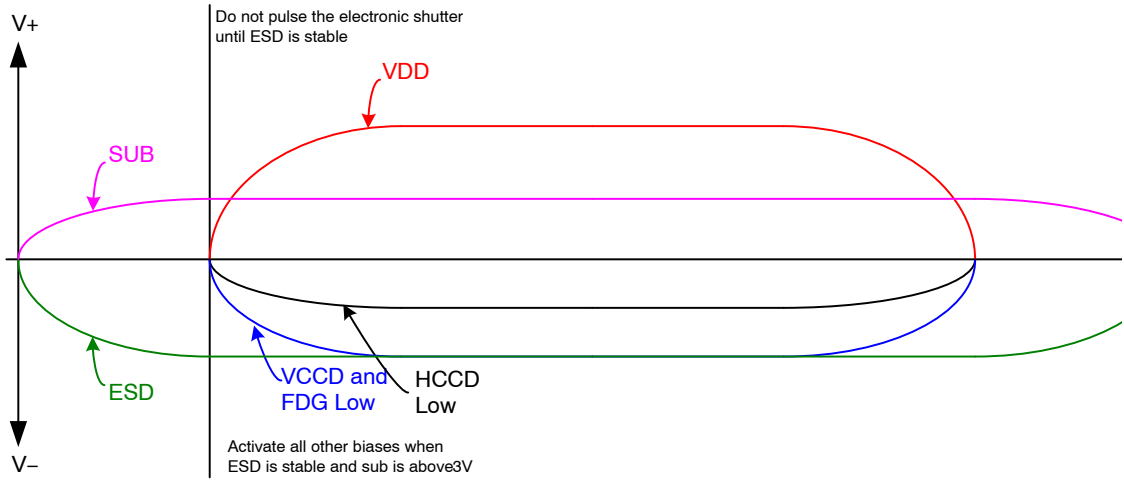 V+
Do not pulse the electronic shutter
until ESD is stable
VDD
SUB
ESD
VCCD and
FDG Low
HCCD
Low
V−
Activate all other biases when
ESD is stable and sub is above3V